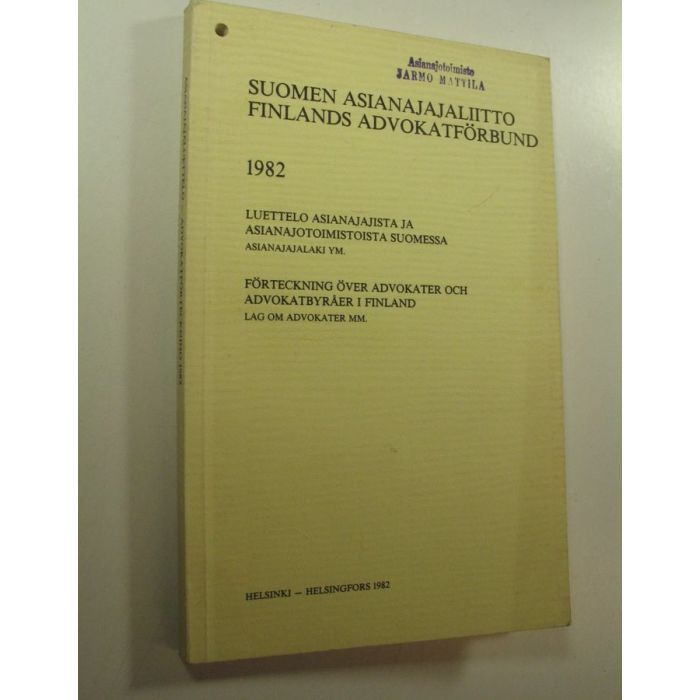 Asianajotoimisto
JARMO MATTILA
SUOMEN ASIANAJAJALIITTO
FINLANDS ADVOKATFÖRBUND
1982
LUETTELO ASIANAJAJISTA JA
ASIANAJOTOIMISTOISTA SUOMESSA
ASIANAJAJALAKI YM.
FÖRTECKNING ÖVER ADVOKATER OCH
ADVOKATBYRÅER I FINLAND
LAG OM ADVOKATER MM.
HELSINKI — HELSINGFORS 1982